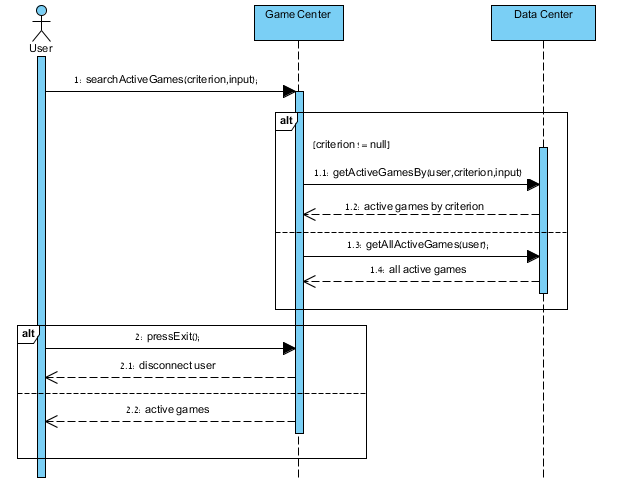 Game Center
Data Center
User
1: searchActiveGames(criterion,input);
alt
[criterion != null]
1.1: getActiveGamesBy(user,criterion,input)
1.2: active games by criterion
1.3: getAllActiveGames(user);
1.4: all active games
alt
2: pressExit();
2.1: disconnect user
2.2: active games